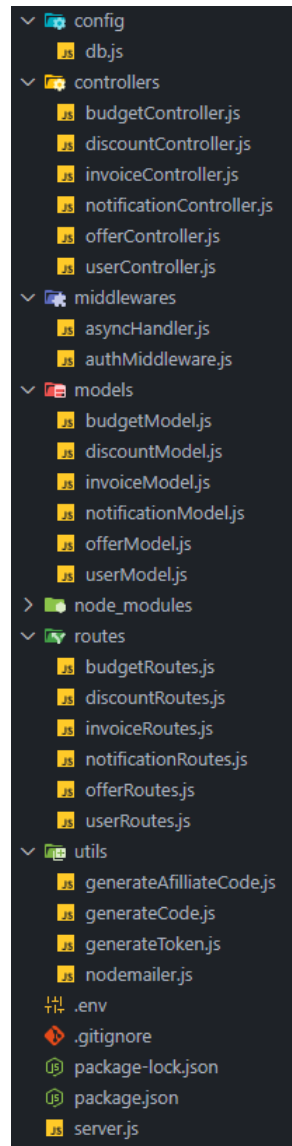 config
db.js
controllers
budgetController.js
discountController.js
invoiceController.js
notificationController.js
offerController.js
userController.js
middlewares
asyncHandler.js
authMiddleware.js
models
budgetModel.js
discountModel.js
invoiceModel.js
notificationModel.js
offerModel.js
userModel.js
node_modules
routes
budgetRoutes.js
discountRoutes.js
invoiceRoutes.js
notificationRoutes.js
offerRoutes.js
userRoutes.js
utils
generateAfilliateCode.js
generateCode.js
generateToken.js
nodemailer.js
.env
.gitignore
package-lock.json
package.json
server.js